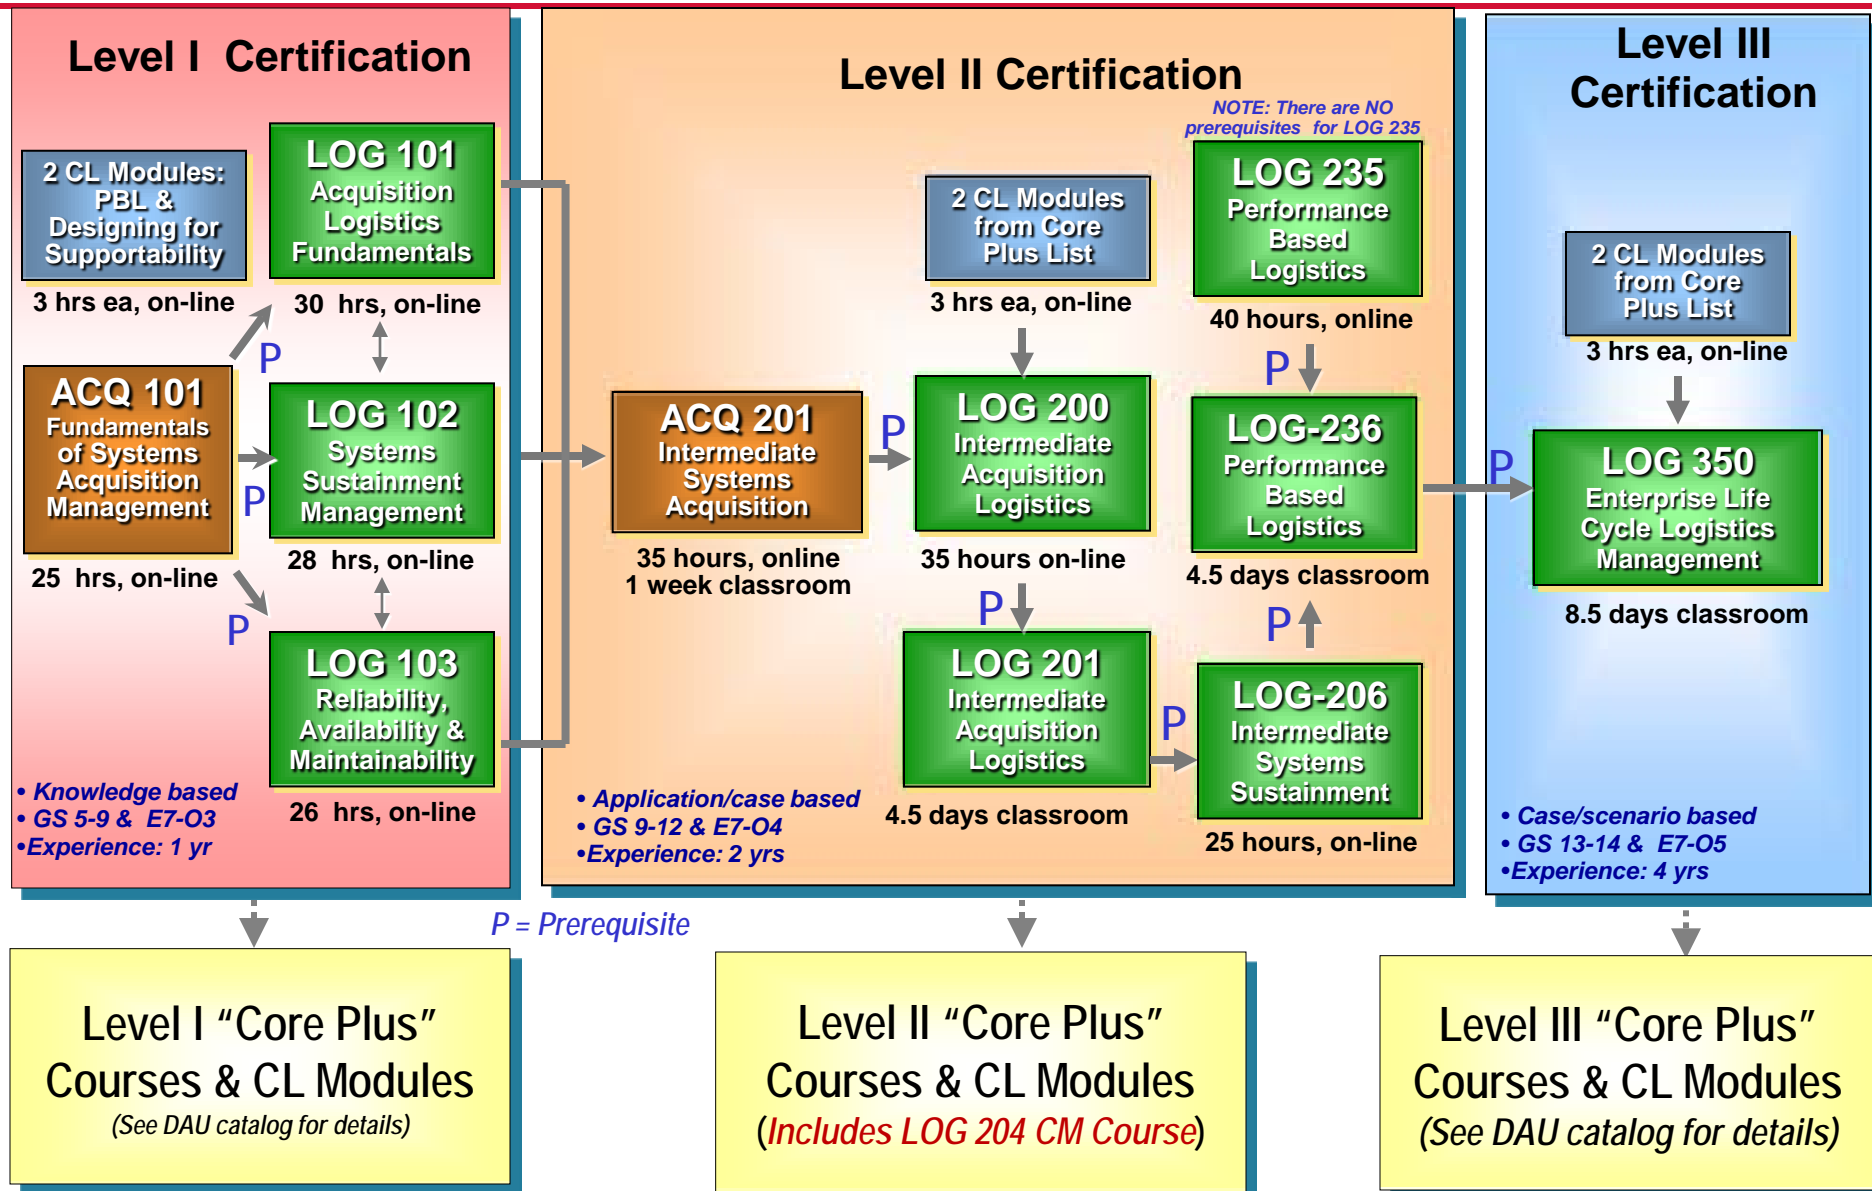 Level I  Certification
2 CL Modules:
PBL &
Designing for
Supportability
3 hrs ea, on-line
LOG 101
Acquisition
Logistics
Fundamentals
30  hrs, on-line
P
ACQ 101
Fundamentals
of Systems
Acquisition
Management
25  hrs, on-line
P
LOG 102
Systems
Sustainment
Management
28  hrs, on-line
P
LOG 103
Reliability,
Availability &
Maintainability
26  hrs, on-line
• Knowledge based
• GS 5-9 &  E7-O3
•Experience: 1 yr
Level II Certification
NOTE: There are NO
prerequisites  for LOG 235
ACQ 201
Intermediate
Systems
Acquisition
35 hours, online
1 week classroom
P
2 CL Modules
from Core
Plus List
3 hrs ea, on-line
LOG 200
Intermediate
Acquisition
Logistics
35 hours on-line
P
LOG 201
Intermediate
Acquisition
Logistics
4.5 days classroom
P
LOG 235
Performance
Based
Logistics
40 hours, online
P
LOG-236
Performance
Based
Logistics
4.5 days classroom
P
LOG-206
Intermediate
Systems
Sustainment
25 hours, on-line
• Application/case based
• GS 9-12 & E7-O4
•Experience: 2 yrs
Level III
Certification
2 CL Modules
from Core
Plus List
3 hrs ea, on-line
P
LOG 350
Enterprise Life
Cycle Logistics
Management
8.5 days classroom
• Case/scenario based
• GS 13-14 &  E7-O5
•Experience: 4 yrs
P = Prerequisite
Level I “Core Plus”
Courses & CL Modules
(See DAU catalog for details)
Level II “Core Plus”
Courses & CL Modules
(Includes LOG 204 CM Course)
Level III “Core Plus”
Courses & CL Modules
(See DAU catalog for details)